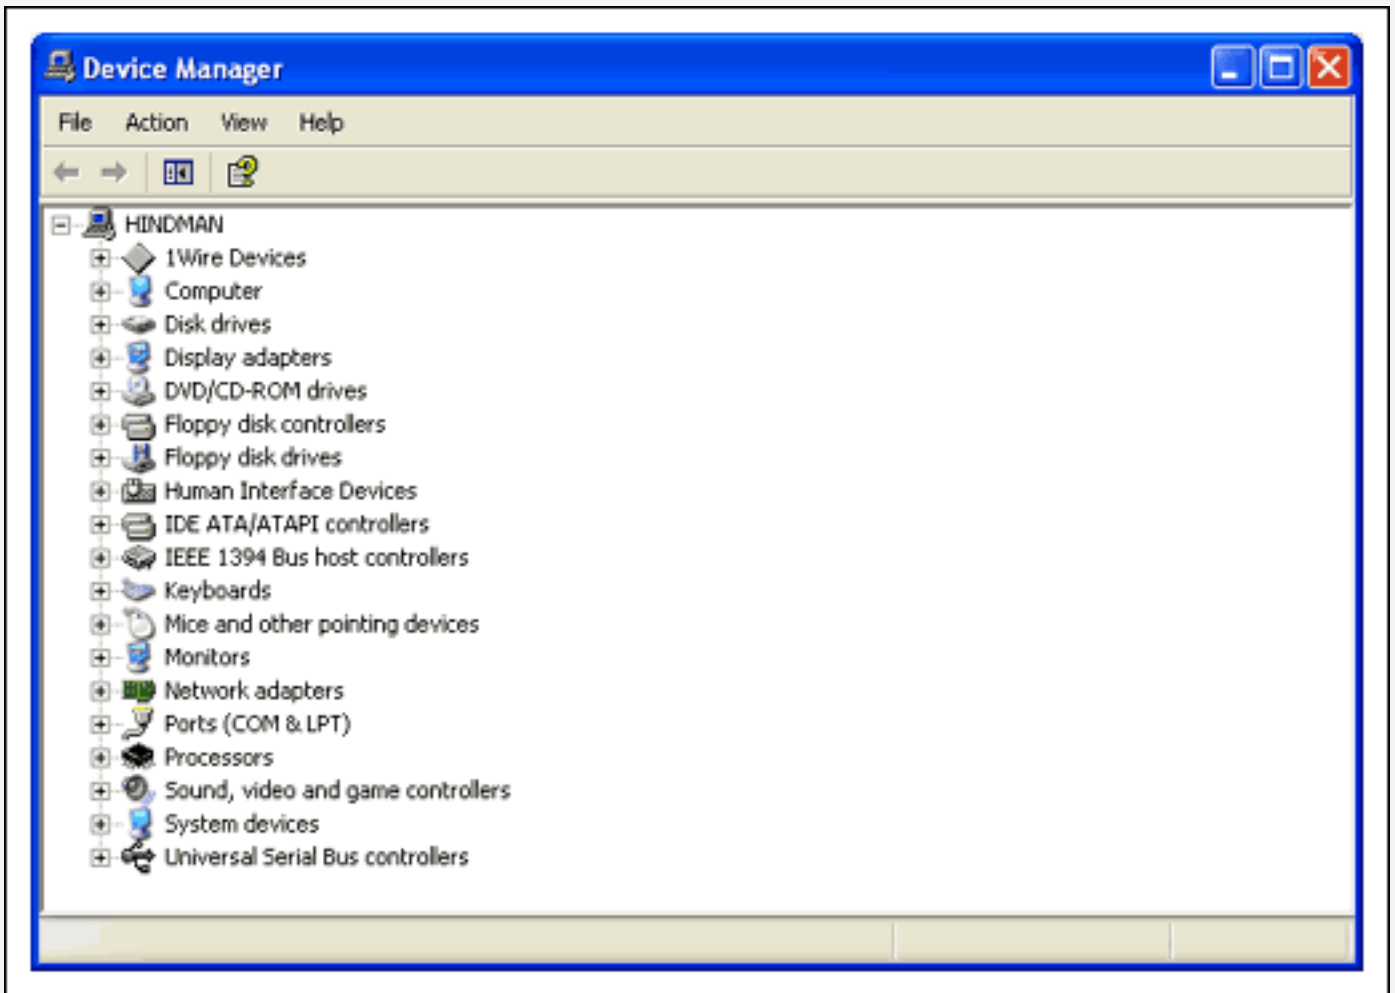 Device Manager
File Action View Help
HINDMAN
1Wire Devices
Computer
Disk drives
Display adapters
DVD/CD-ROM drives
Floppy disk controllers
Floppy disk drives
Human Interface Devices
IDE ATA/ATAPI controllers
IEEE 1394 Bus host controllers
Keyboards
Mice and other pointing devices
Monitors
Network adapters
Ports (COM & LPT)
Processors
Sound, video and game controllers
System devices
Universal Serial Bus controllers